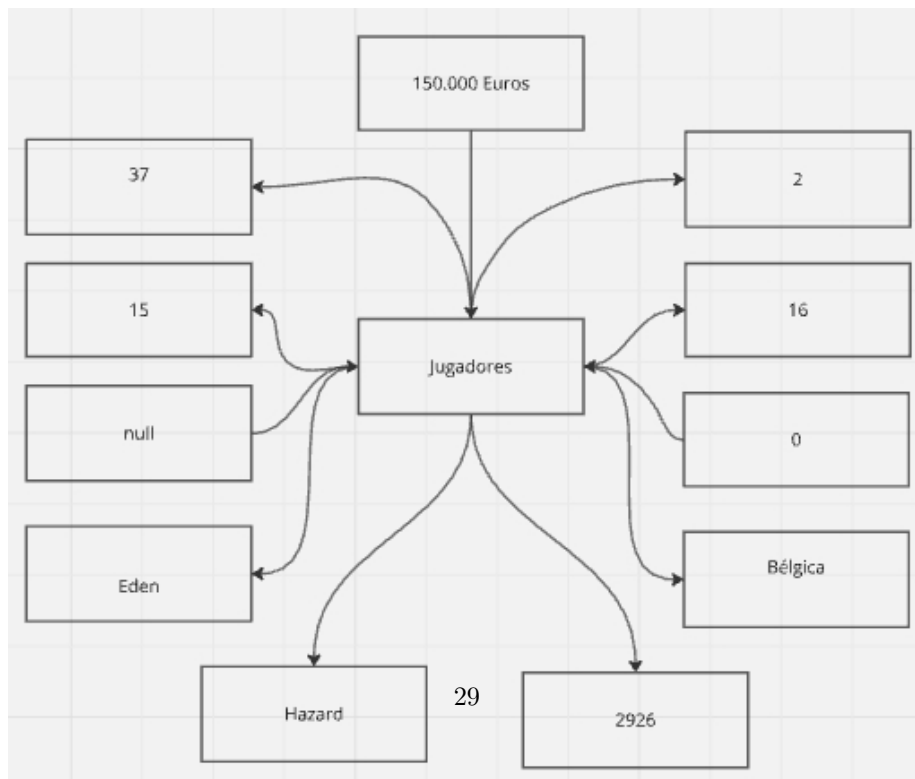 150.000 Euros
37
2
15
16
Jugadores
null
0
Eden
Bélgica
Hazard
29
2926